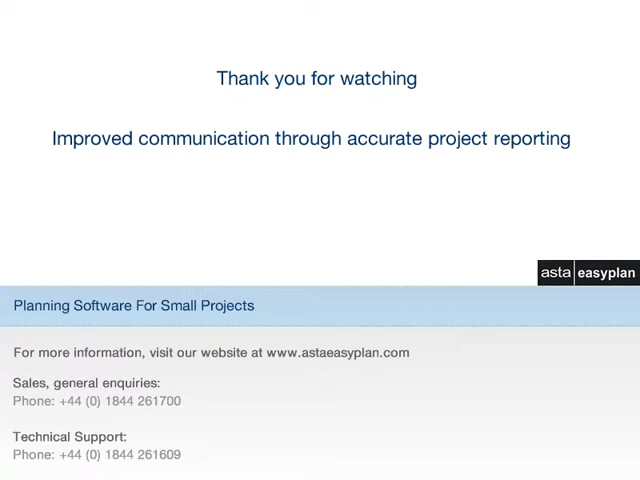 Thank you for watching
Improved communication through accurate project reporting
asta easyplan
Planning Software For Small Projects
For more information, visit our website at www.astaeasyplan.com
Sales, general enquiries:
Phone: +44 (0) 1844 261700
Technical Support:
Phone: +44 (0) 1844 261609